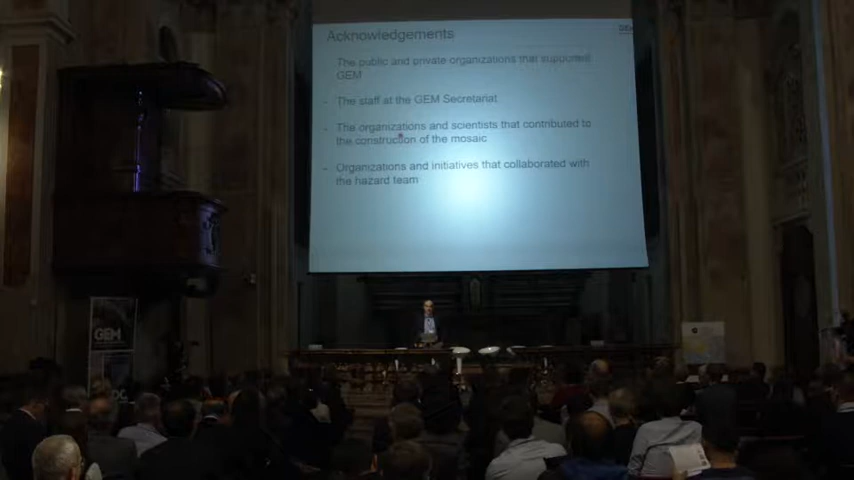 Acknowledgements
The public and private organizations that supported
GEM
- The staff at the GEM Secretariat
- The organizations and scientists that contributed to
the construction of the mosaic
- Organizations and initiatives that collaborated with
the hazard team
GEM